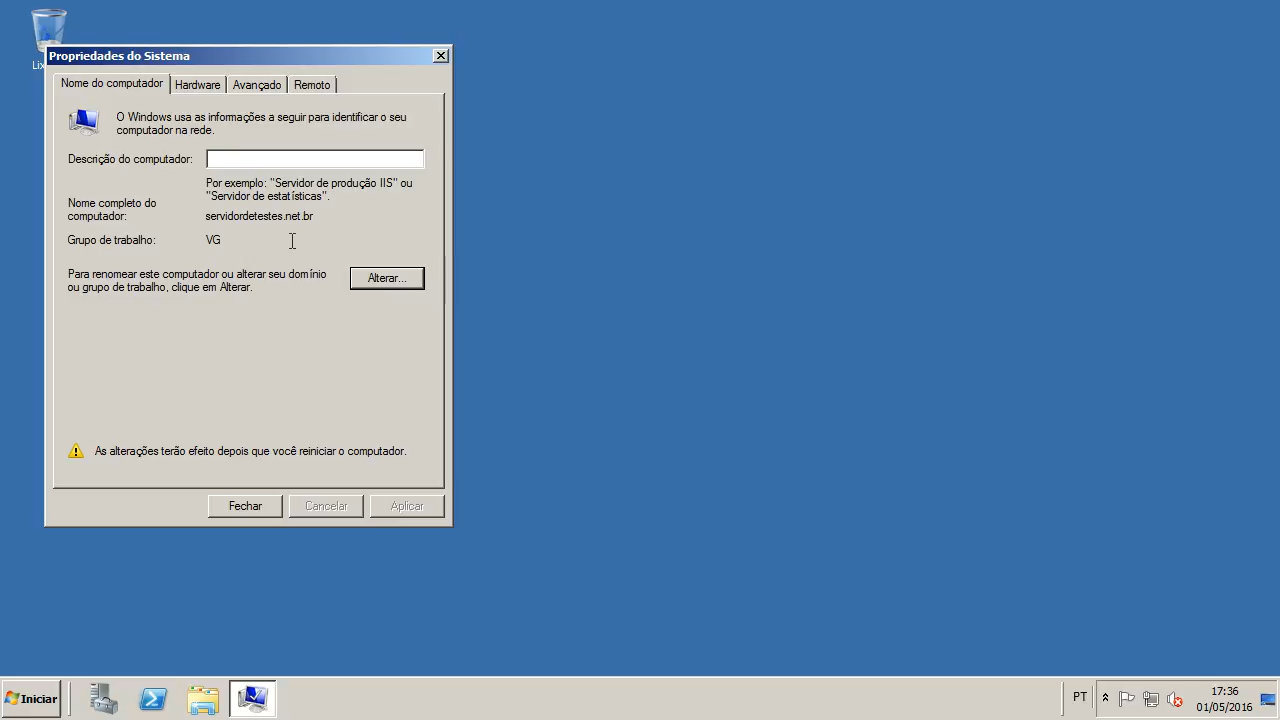 Lix
Propriedades do Sistema
Nome do computador
Hardware
Avançado
Remoto
O Windows usa as informações a seguir para identificar o seu
computador na rede.
Descrição do computador:
Por exemplo: "Servidor de produção IIS" ou
"Servidor de estatísticas".
Nome completo do
computador:
servidordetestes.net.br
Grupo de trabalho:
VG
Para renomear este computador ou alterar seu domínio
ou grupo de trabalho, clique em Alterar.
Alterar...
As alterações terão efeito depois que você reiniciar o computador.
Fechar
Cancelar
Aplicar
Iniciar
PT
17:36
01/05/2016